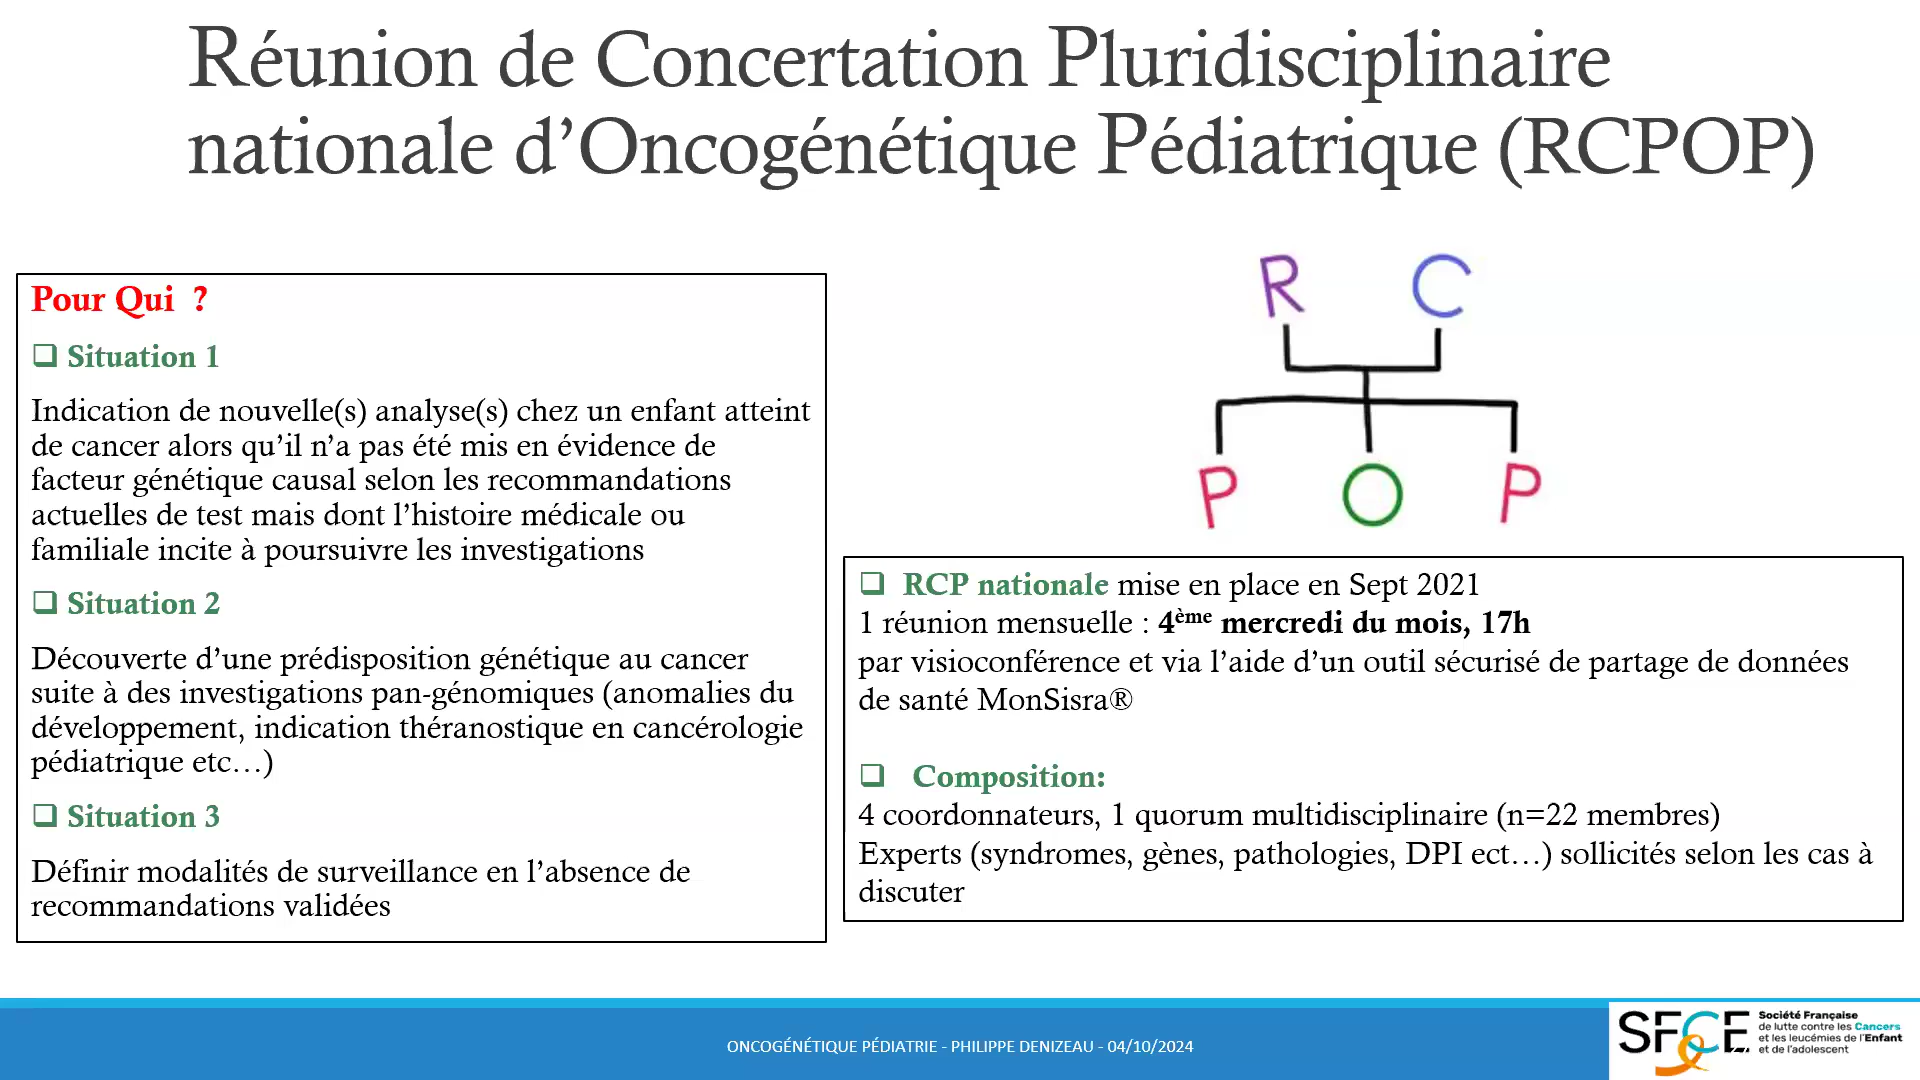 Réunion de Concertation Pluridisciplinaire
nationale d’Oncogénétique Pédiatrique (RCPOP)
Pour Qui ?
Situation 1
Indication de nouvelle(s) analyse(s) chez un enfant atteint
de cancer alors qu’il n’a pas été mis en évidence de
facteur génétique causal selon les recommandations
actuelles de test mais dont l’histoire médicale ou
familiale incite à poursuivre les investigations
Situation 2
Découverte d’une prédisposition génétique au cancer
suite à des investigations pan-génomiques (anomalies du
développement, indication théranostique en cancérologie
pédiatrique etc…)
Situation 3
Définir modalités de surveillance en l’absence de
recommandations validées
R C
P O P
RCP nationale mise en place en Sept 2021
1 réunion mensuelle : 4ème mercredi du mois, 17h
par visioconférence et via l’aide d’un outil sécurisé de partage de données
de santé MonSisra®
Composition:
4 coordonnateurs, 1 quorum multidisciplinaire (n=22 membres)
Experts (syndromes, gènes, pathologies, DPI ect…) sollicités selon les cas à
discuter
ONCOGÉNÉTIQUE PÉDIATRIE - PHILIPPE DENIZEAU - 04/10/2024
SFCE
Société Française
de lutte contre les Cancers
et les leucémies de l’Enfant
et de l’adolescent